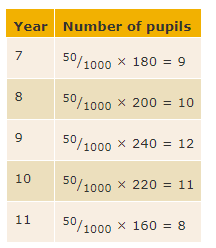 Year Number of pupils
7 50/1000 × 180 = 9
8 50/1000 × 200 = 10
9 50/1000 × 240 = 12
10 50/1000 × 220 = 11
11 50/1000 × 160 = 8